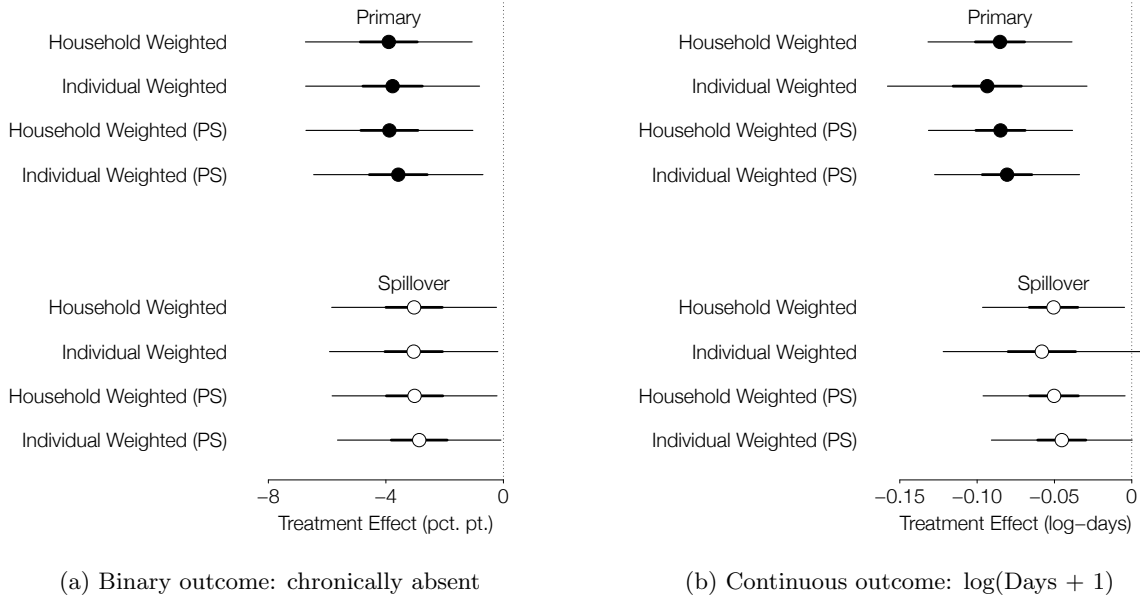 Primary
Household Weighted
Individual Weighted
Household Weighted (PS)
Individual Weighted (PS)
Spillover
Household Weighted
Individual Weighted
Household Weighted (PS)
Individual Weighted (PS)
−8 −4 0
Treatment Effect (pct. pt.)
(a) Binary outcome: chronically absent
Primary
Household Weighted
Individual Weighted
Household Weighted (PS)
Individual Weighted (PS)
Spillover
Household Weighted
Individual Weighted
Household Weighted (PS)
Individual Weighted (PS)
−0.15 −0.10 −0.05 0
Treatment Effect (log−days)
(b) Continuous outcome: log(Days + 1)